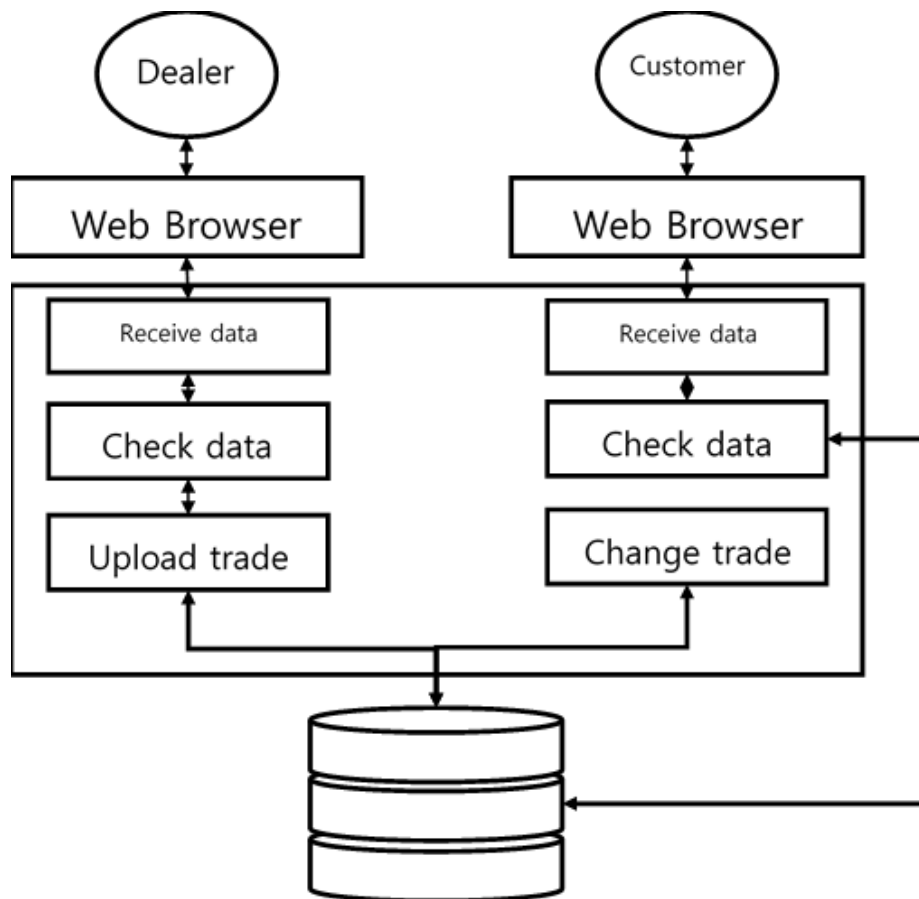 Dealer
Customer
Web Browser
Web Browser
Receive data
Receive data
Check data
Check data
Upload trade
Change trade